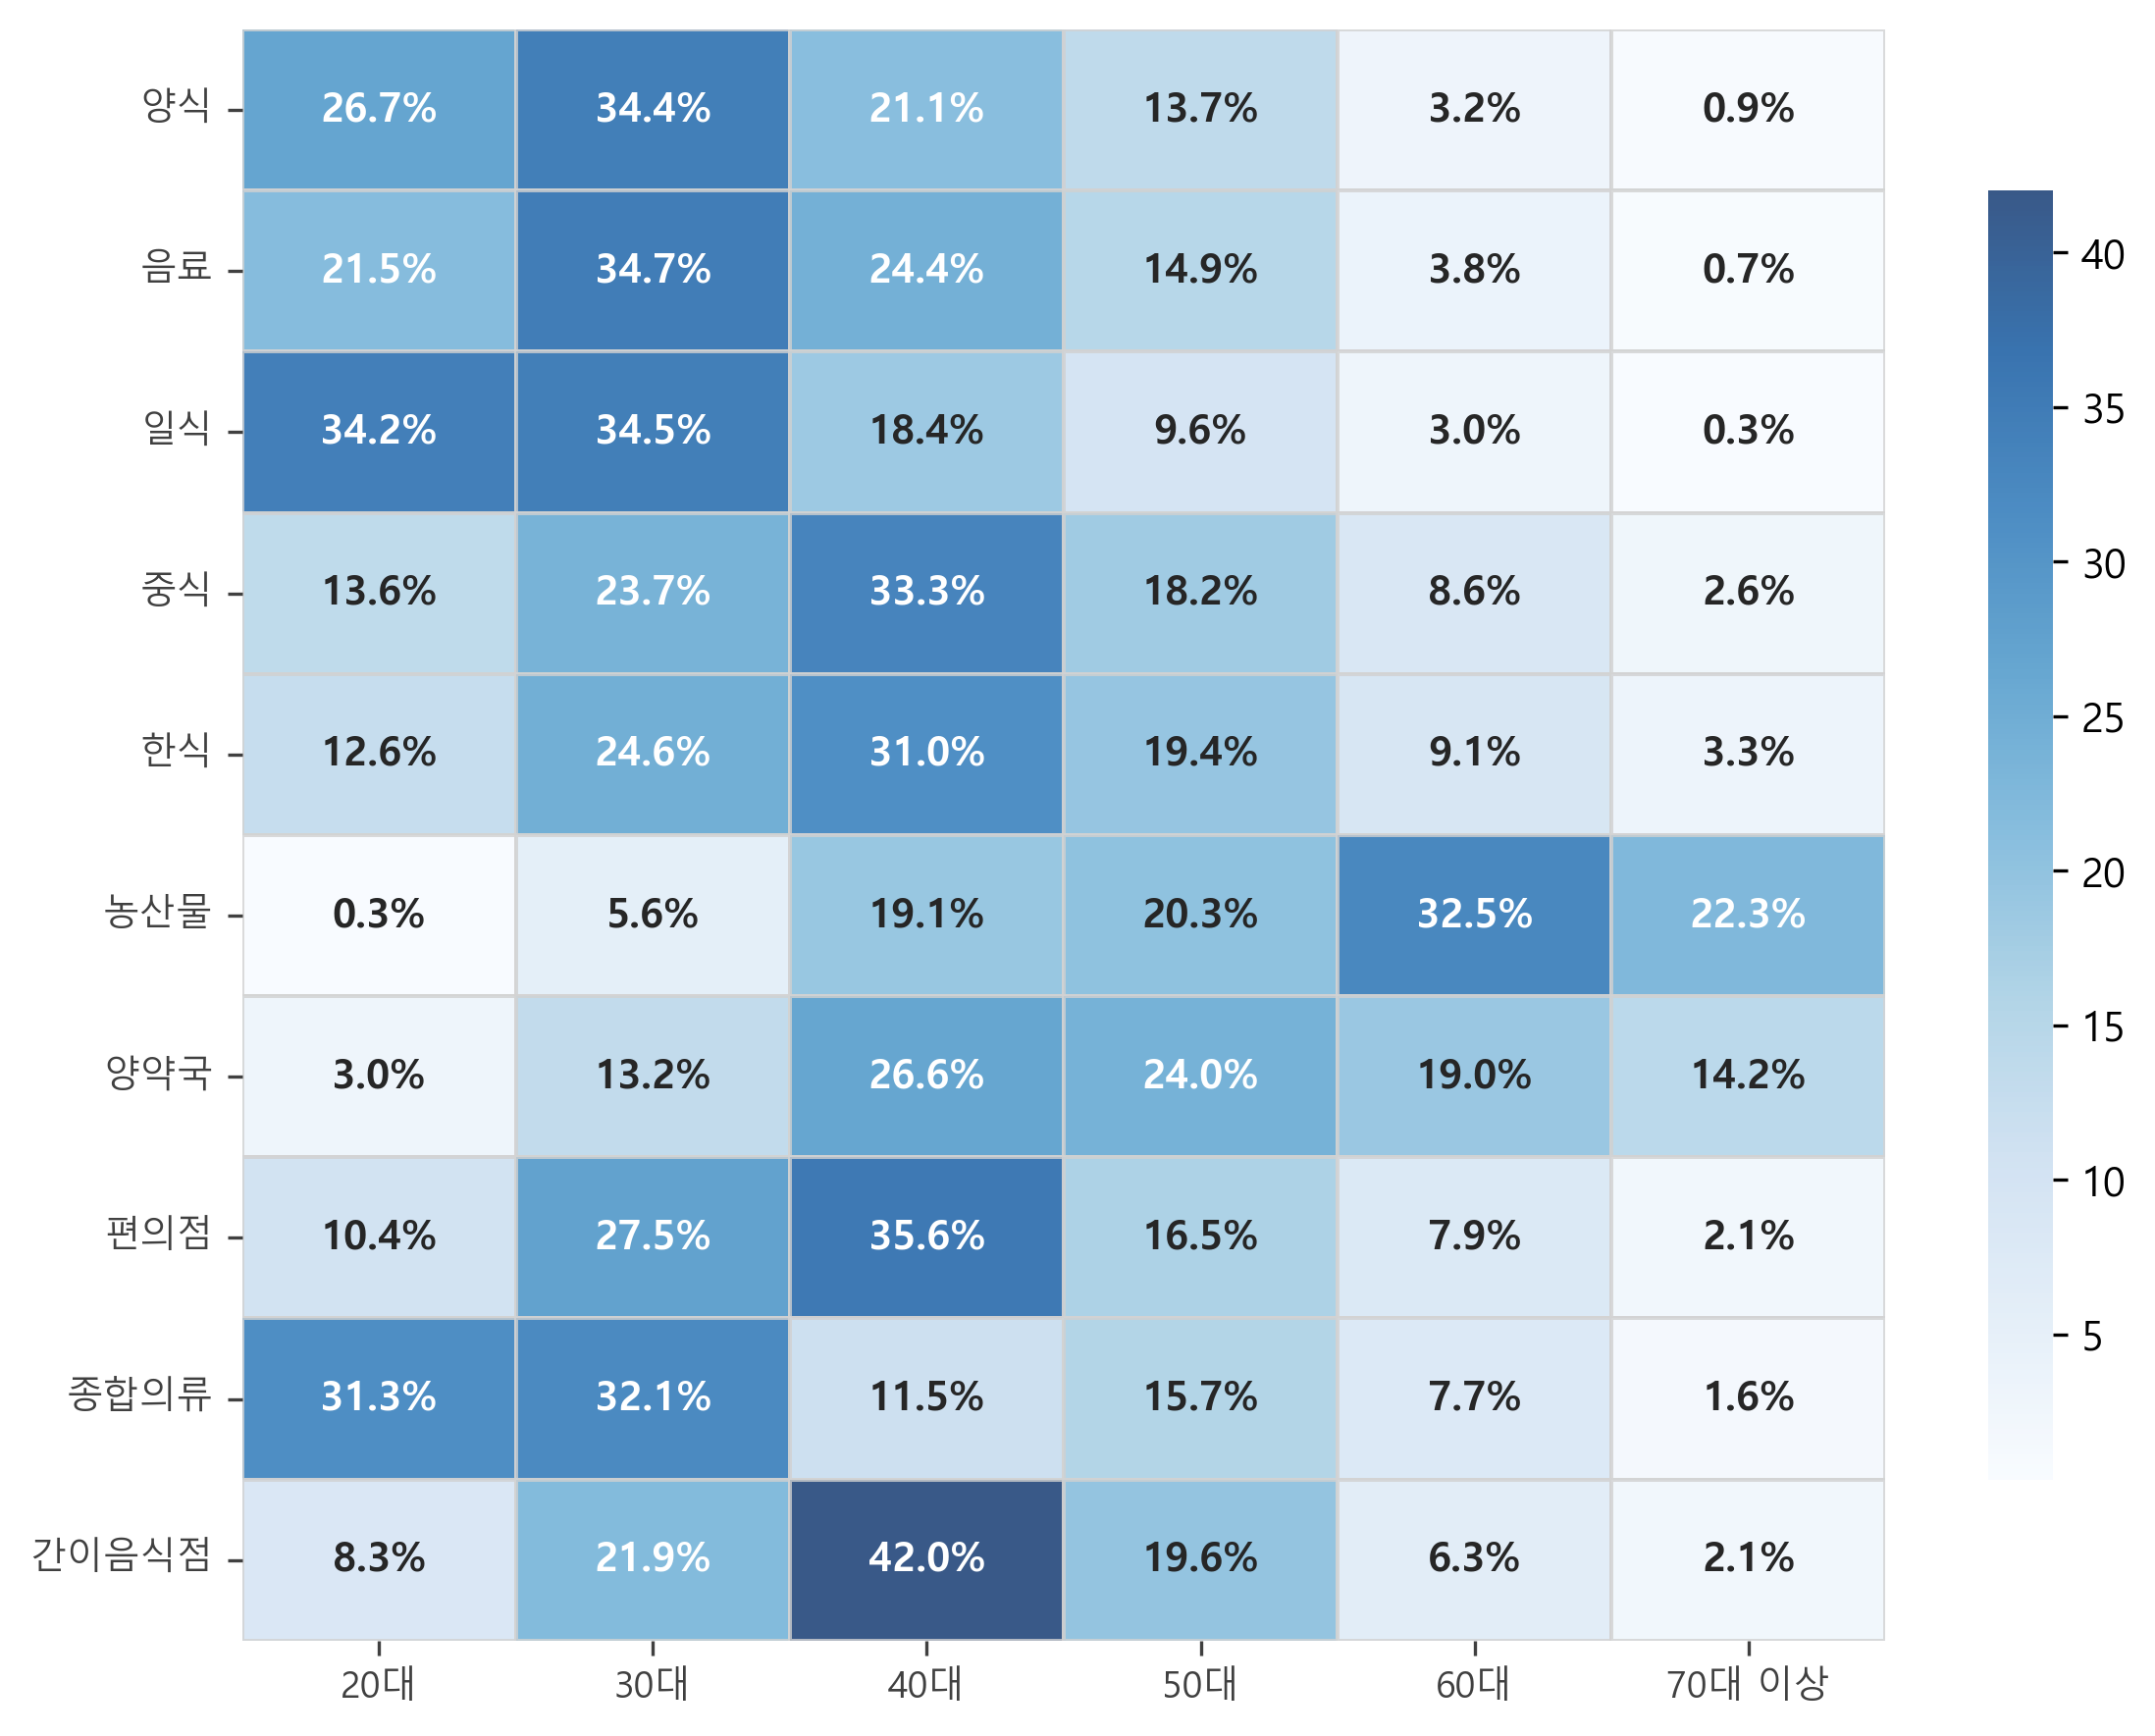 양식 26.7% 34.4% 21.1% 13.7% 3.2% 0.9%
음료 21.5% 34.7% 24.4% 14.9% 3.8% 0.7%
일식 34.2% 34.5% 18.4% 9.6% 3.0% 0.3%
중식 13.6% 23.7% 33.3% 18.2% 8.6% 2.6%
한식 12.6% 24.6% 31.0% 19.4% 9.1% 3.3%
농산물 0.3% 5.6% 19.1% 20.3% 32.5% 22.3%
양약국 3.0% 13.2% 26.6% 24.0% 19.0% 14.2%
편의점 10.4% 27.5% 35.6% 16.5% 7.9% 2.1%
종합의류 31.3% 32.1% 11.5% 15.7% 7.7% 1.6%
간이음식점 8.3% 21.9% 42.0% 19.6% 6.3% 2.1%
20대 30대 40대 50대 60대 70대 이상
40
35
30
25
20
15
10
5